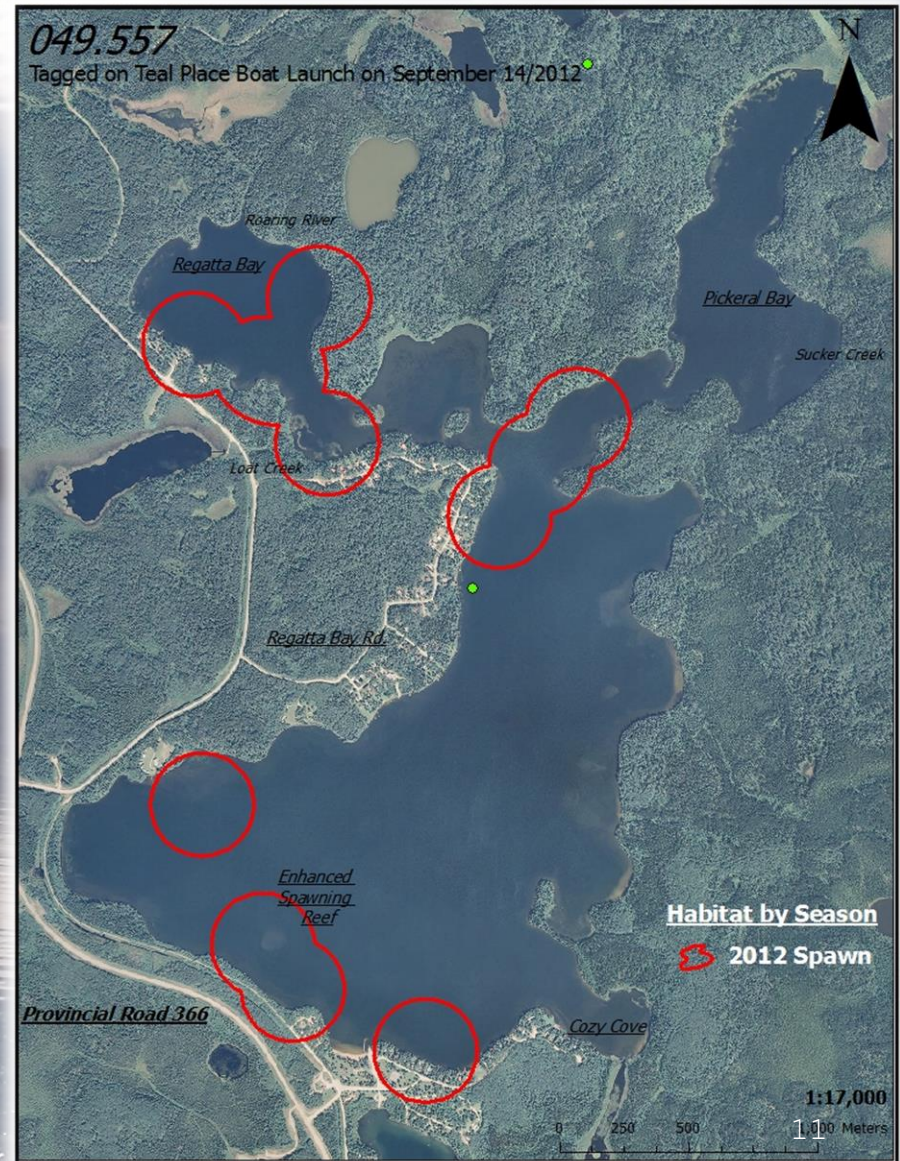 049.557
Tagged on Teal Place Boat Launch on September 14/2012
N
Roaring River
Regatta Bay
Pickeral Bay
Sucker Creek
Loat Creek
Regatta Bay Rd.
Enhanced
Spawning
Reef
Habitat by Season
2012 Spawn
Provincial Road 366
Cozy Cove
1:17,000
0 250 500 1,000 Meters
11